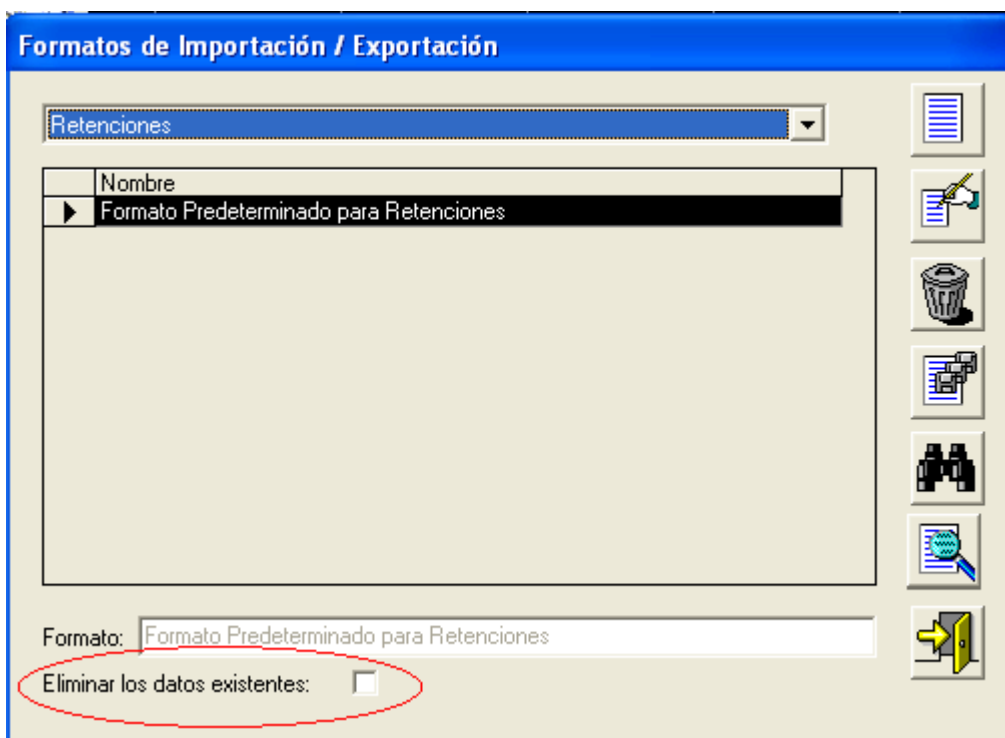 Formatos de Importación / Exportación
Retenciones
Nombre
Formato Predeterminado para Retenciones
Formato: Formato Predeterminado para Retenciones
Eliminar los datos existentes: